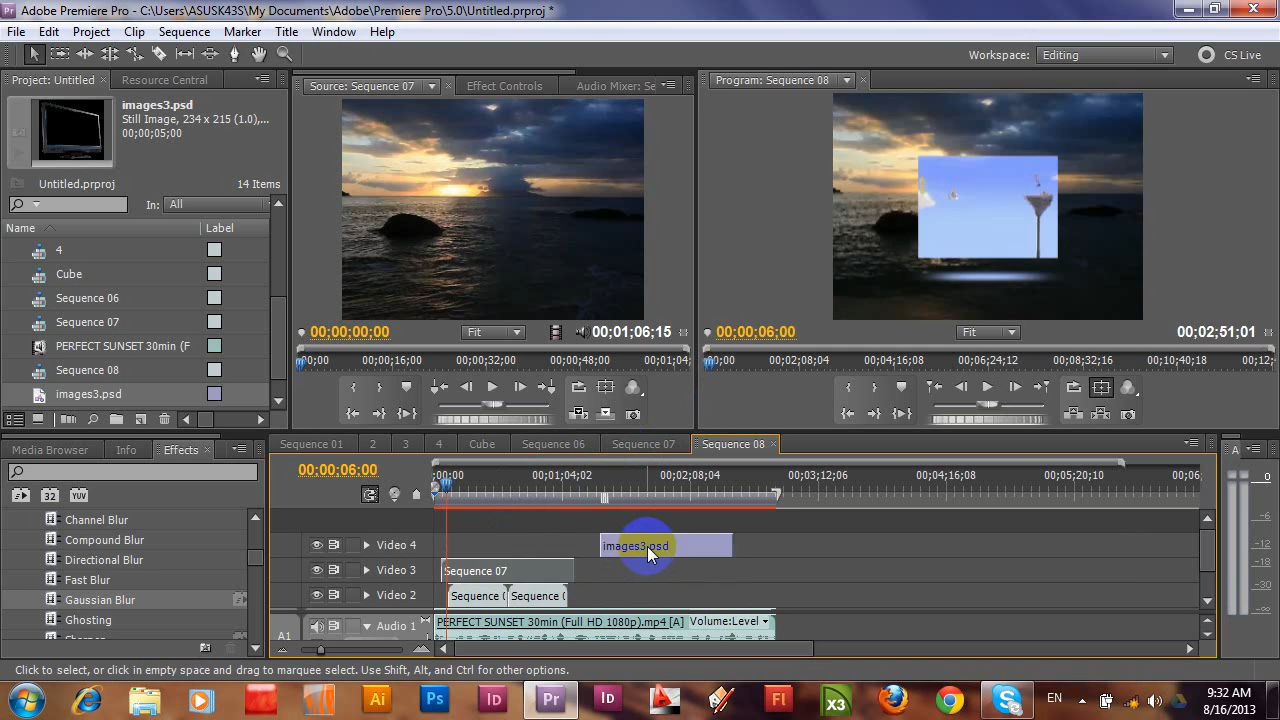 Adobe Premiere Pro - C:\Users\ASUSK43S\My Documents\Adobe\Premiere Pro\5.0\Untitled.prproj *
File Edit Project Clip Sequence Marker Title Window Help
Workspace: Editing CS Live
Project: Untitled Resource Central
images3.psd
Still Image, 234 x 215 (1.0),...
00;00;05;00
Untitled.prproj 14 Items
In: All
Name Label
4
Cube
Sequence 06
Sequence 07
PERFECT SUNSET 30min (F
Sequence 08
images3.psd
Source: Sequence 07 Effect Controls Audio Mixer: Se
00:00:00:00 Fit 00;01;06;15
;00;00 00;00;16;00 00;00;32;00 00;00;48;00 00;01;04;
Program: Sequence 08
00;00;06;00 Fit 00;02;51;01
;00;00 00;02;08;04 00;04;16;08 00;06;24;12 00;08;32;16 00;10;40;18 00;12;
Media Browser Info Effects
32 YUV
Channel Blur
Compound Blur
Directional Blur
Fast Blur
Gaussian Blur
Ghosting
Sequence 01 2 3 4 Cube Sequence 06 Sequence 07 Sequence 08
00:00:06:00
;00;00 00;01;04;02 00;02;08;04 00;03;12;06 00;04;16;08 00;05;20;10 00;06;
Video 4 images3.psd
Video 3 Sequence 07
Video 2 Sequence Sequence
A1 Audio 1 PERFECT SUNSET 30min (Full HD 1080p).mp4 [A] Volume:Level
A
0
-6
-12
-18
-30
Click to select, or click in empty space and drag to marquee select. Use Shift, Alt, and Ctrl for other options.
Ai Ps Id Pr Id Fl X3 S EN 9:32 AM
8/16/2013